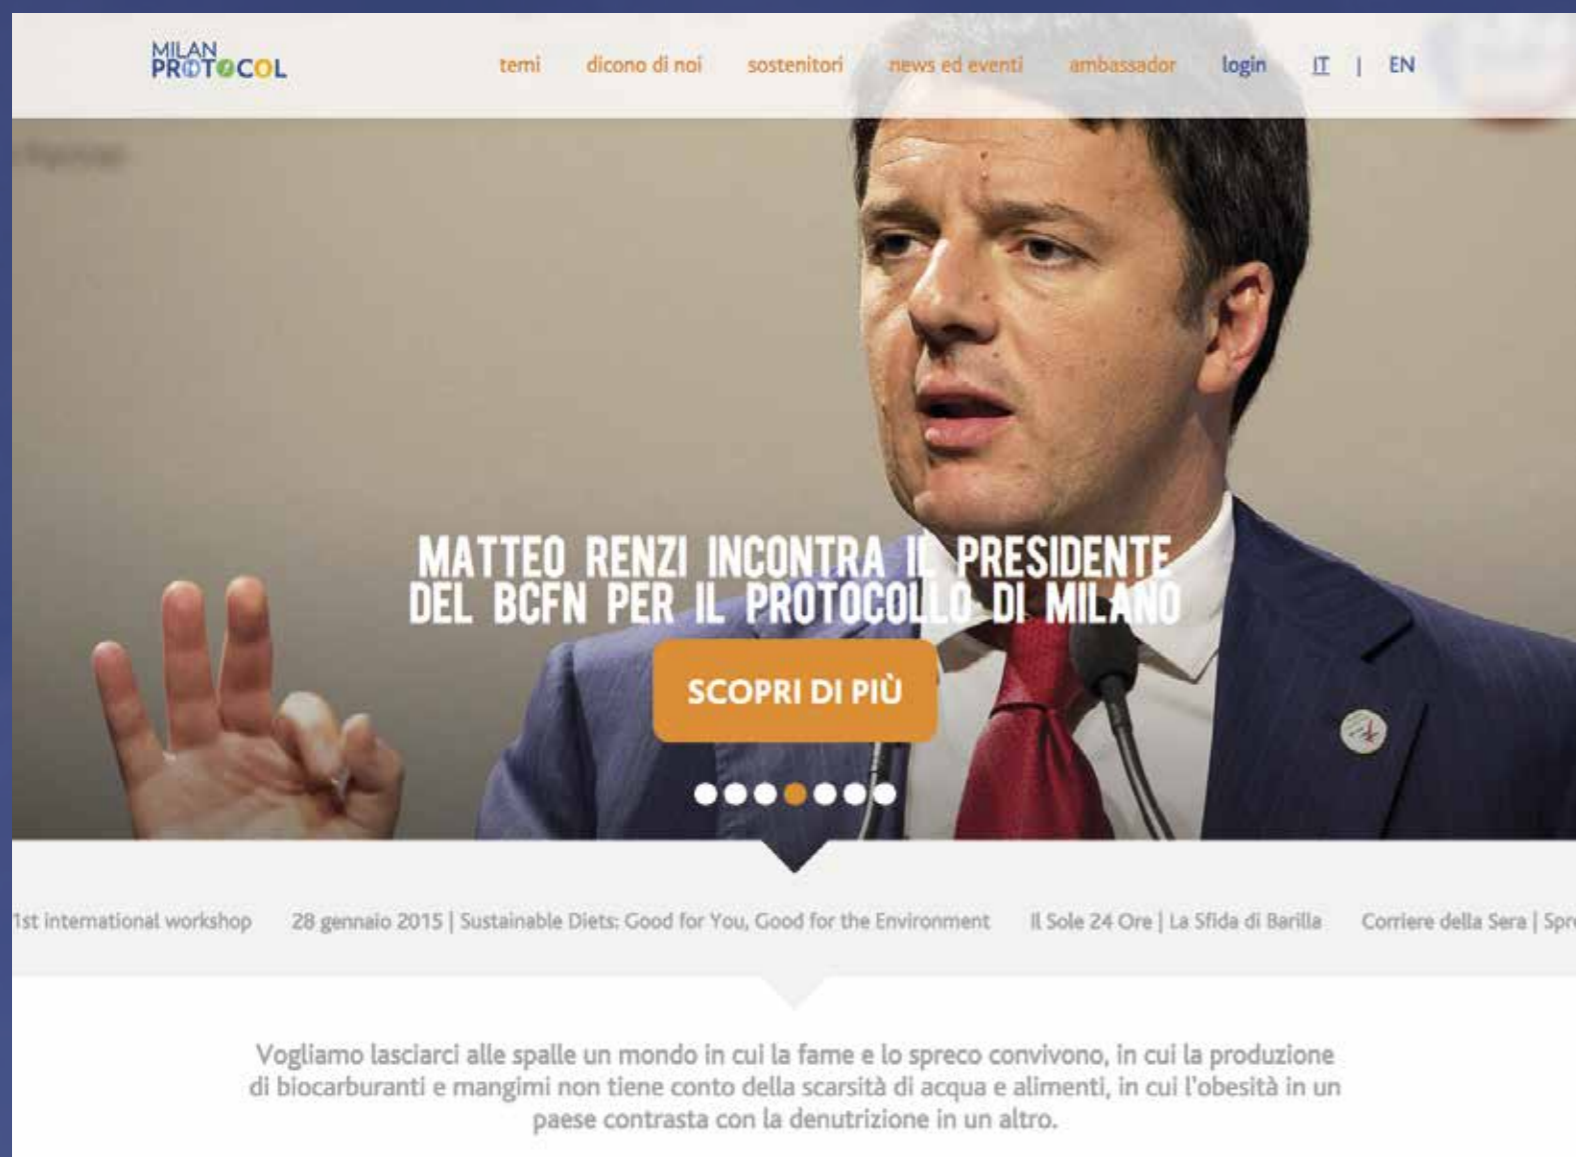 MILAN
PROTOCOL
temi dicono di noi sostenitori news ed eventi ambassador login IT | EN
MATTEO RENZI INCONTRA IL PRESIDENTE
DEL BCFN PER IL PROTOCOLLO DI MILANO
SCOPRI DI PIÙ
1st international workshop 28 gennaio 2015 | Sustainable Diets: Good for You, Good for the Environment Il Sole 24 Ore | La Sfida di Barilla Corriere della Sera | Spre
Vogliamo lasciarci alle spalle un mondo in cui la fame e lo spreco convivono, in cui la produzione
di biocarburanti e mangimi non tiene conto della scarsità di acqua e alimenti, in cui l'obesità in un
paese contrasta con la denutrizione in un altro.